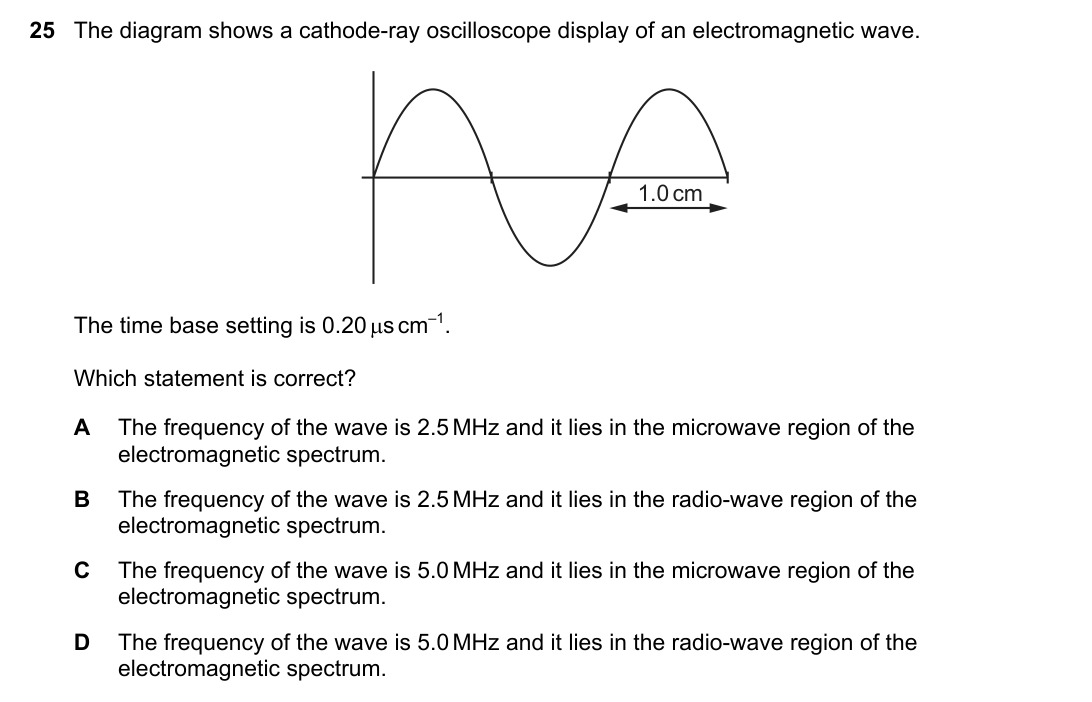 25 The diagram shows a cathode-ray oscilloscope display of an electromagnetic wave.
1.0 cm
The time base setting is 0.20 μs cm⁻¹.
Which statement is correct?
A The frequency of the wave is 2.5 MHz and it lies in the microwave region of the
electromagnetic spectrum.
B The frequency of the wave is 2.5 MHz and it lies in the radio-wave region of the
electromagnetic spectrum.
C The frequency of the wave is 5.0 MHz and it lies in the microwave region of the
electromagnetic spectrum.
D The frequency of the wave is 5.0 MHz and it lies in the radio-wave region of the
electromagnetic spectrum.